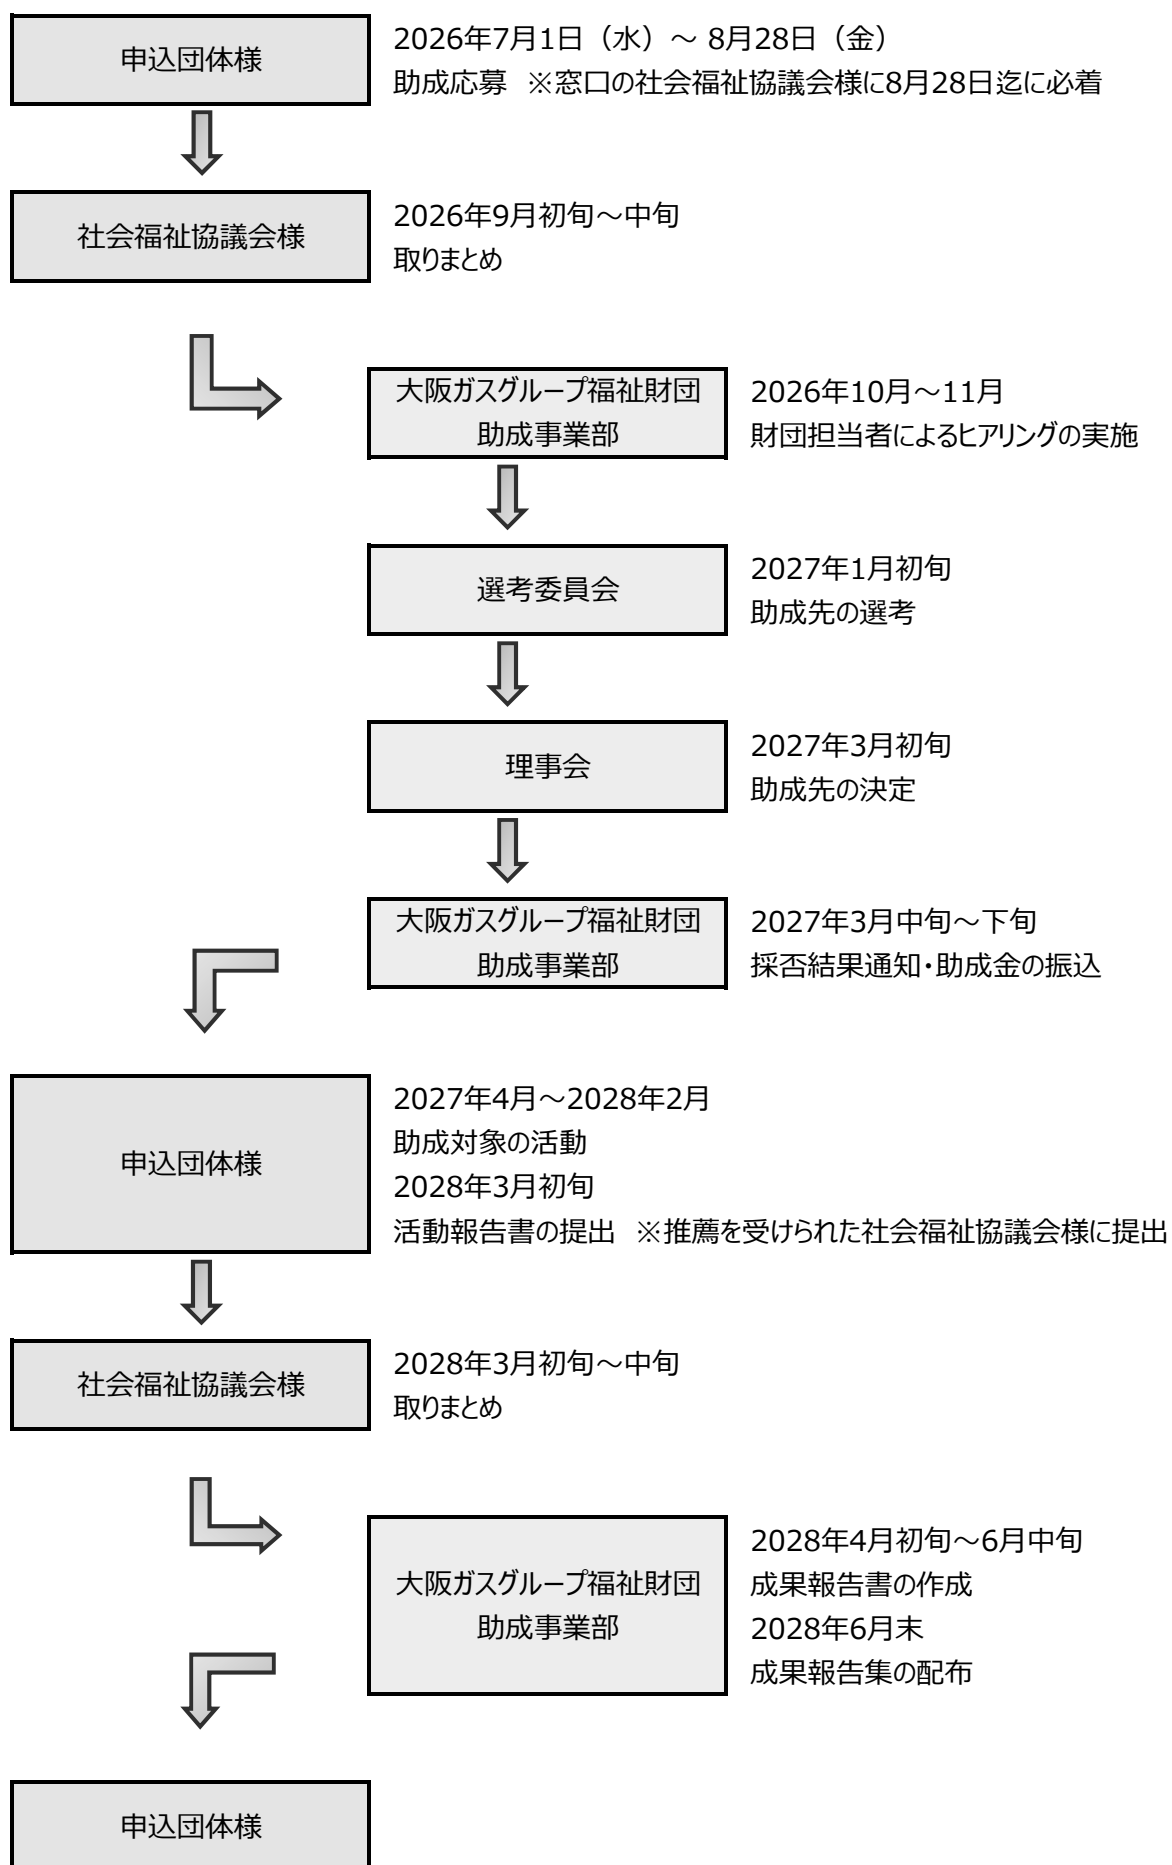 申込団体様
2026年7月1日（水）～ 8月28日（金）
助成応募　※窓口の社会福祉協議会様に8月28日迄に必着
社会福祉協議会様
2026年9月初旬～中旬
取りまとめ
大阪ガスグループ福祉財団
助成事業部
2026年10月～11月
財団担当者によるヒアリングの実施
選考委員会
2027年1月初旬
助成先の選考
理事会
2027年3月初旬
助成先の決定
大阪ガスグループ福祉財団
助成事業部
2027年3月中旬～下旬
採否結果通知・助成金の振込
申込団体様
2027年4月～2028年2月
助成対象の活動
2028年3月初旬
活動報告書の提出　※推薦を受けられた社会福祉協議会様に提出
社会福祉協議会様
2028年3月初旬～中旬
取りまとめ
大阪ガスグループ福祉財団
助成事業部
2028年4月初旬～6月中旬
成果報告書の作成
2028年6月末
成果報告集の配布
申込団体様